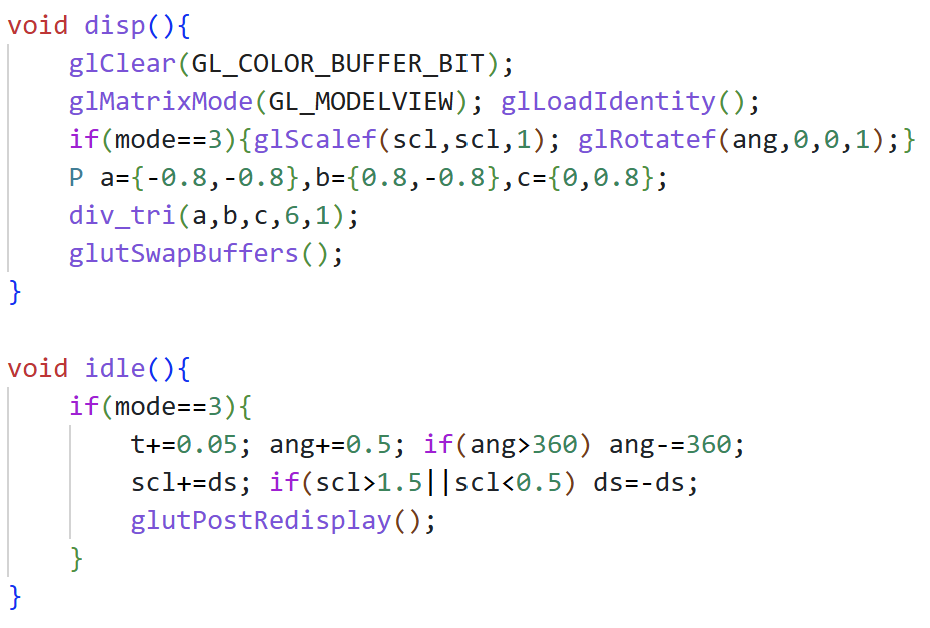 void disp(){
    glClear(GL_COLOR_BUFFER_BIT);
    glMatrixMode(GL_MODELVIEW); glLoadIdentity();
    if(mode==3){glScalef(scl,scl,1); glRotatef(ang,0,0,1);}
    P a={-0.8,-0.8},b={0.8,-0.8},c={0,0.8};
    div_tri(a,b,c,6,1);
    glutSwapBuffers();
}

void idle(){
    if(mode==3){
        t+=0.05; ang+=0.5; if(ang>360) ang-=360;
        scl+=ds; if(scl>1.5||scl<0.5) ds=-ds;
        glutPostRedisplay();
    }
}